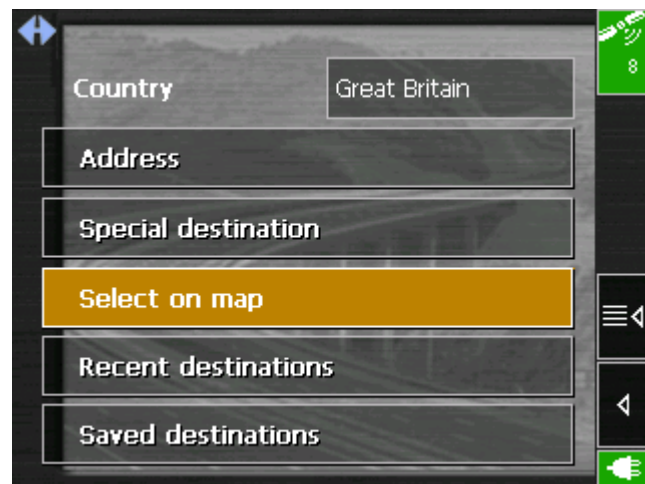 8
Country Great Britain
Address
Special destination
Select on map
Recent destinations
Saved destinations